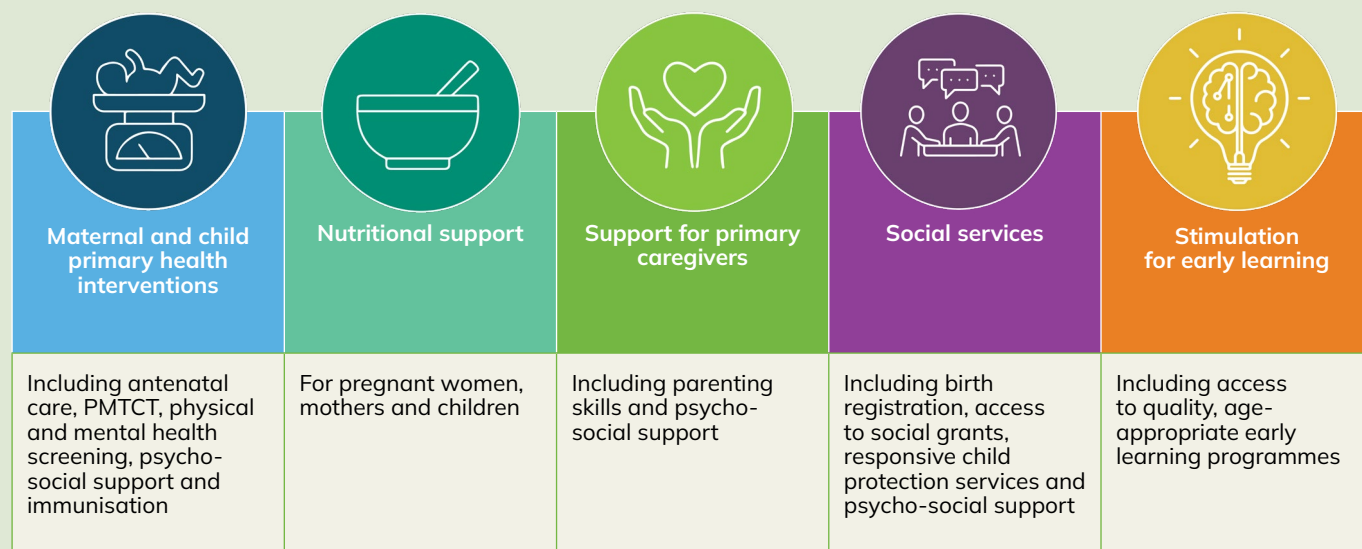 Maternal and child
primary health
interventions
Nutritional support
Support for primary
caregivers
Social services
Stimulation
for early learning
Including antenatal
care, PMTCT, physical
and mental health
screening, psycho-
social support and
immunisation
For pregnant women,
mothers and children
Including parenting
skills and psycho-
social support
Including birth
registration, access
to social grants,
responsive child
protection services and
psycho-social support
Including access
to quality, age-
appropriate early
learning programmes